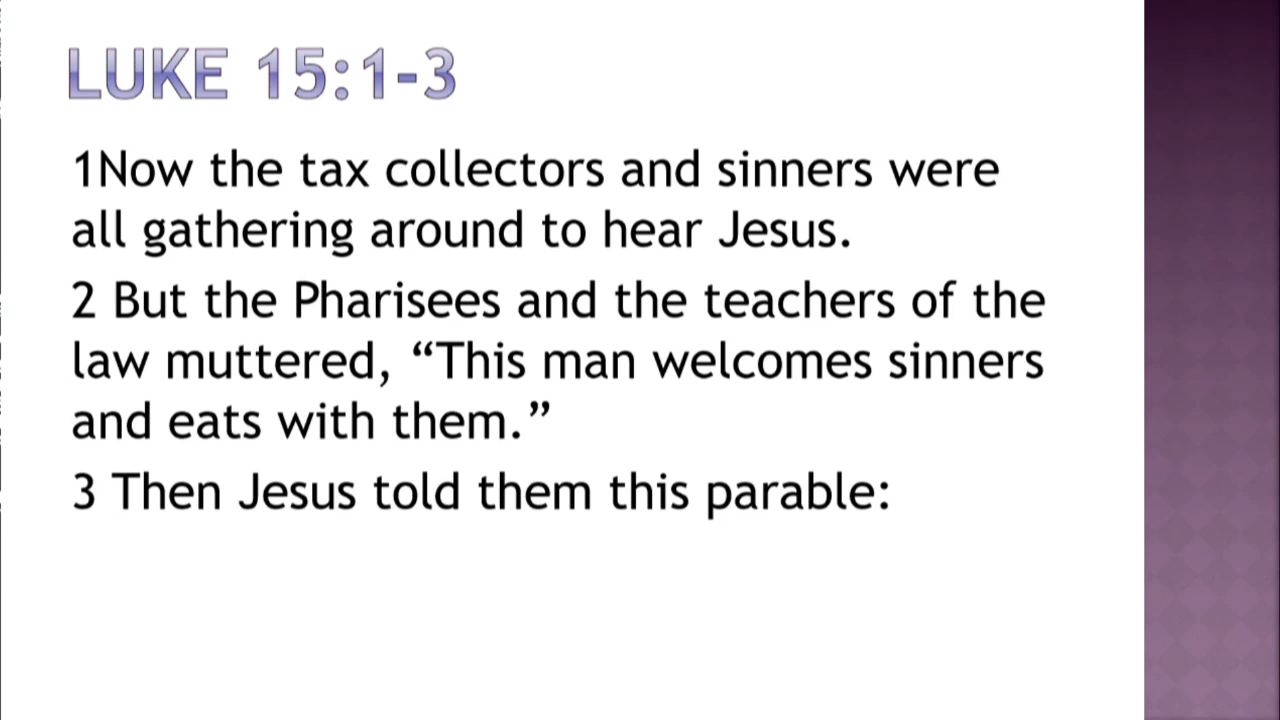 LUKE 15:1-3
1Now the tax collectors and sinners were
all gathering around to hear Jesus.
2 But the Pharisees and the teachers of the
law muttered, “This man welcomes sinners
and eats with them.”
3 Then Jesus told them this parable: